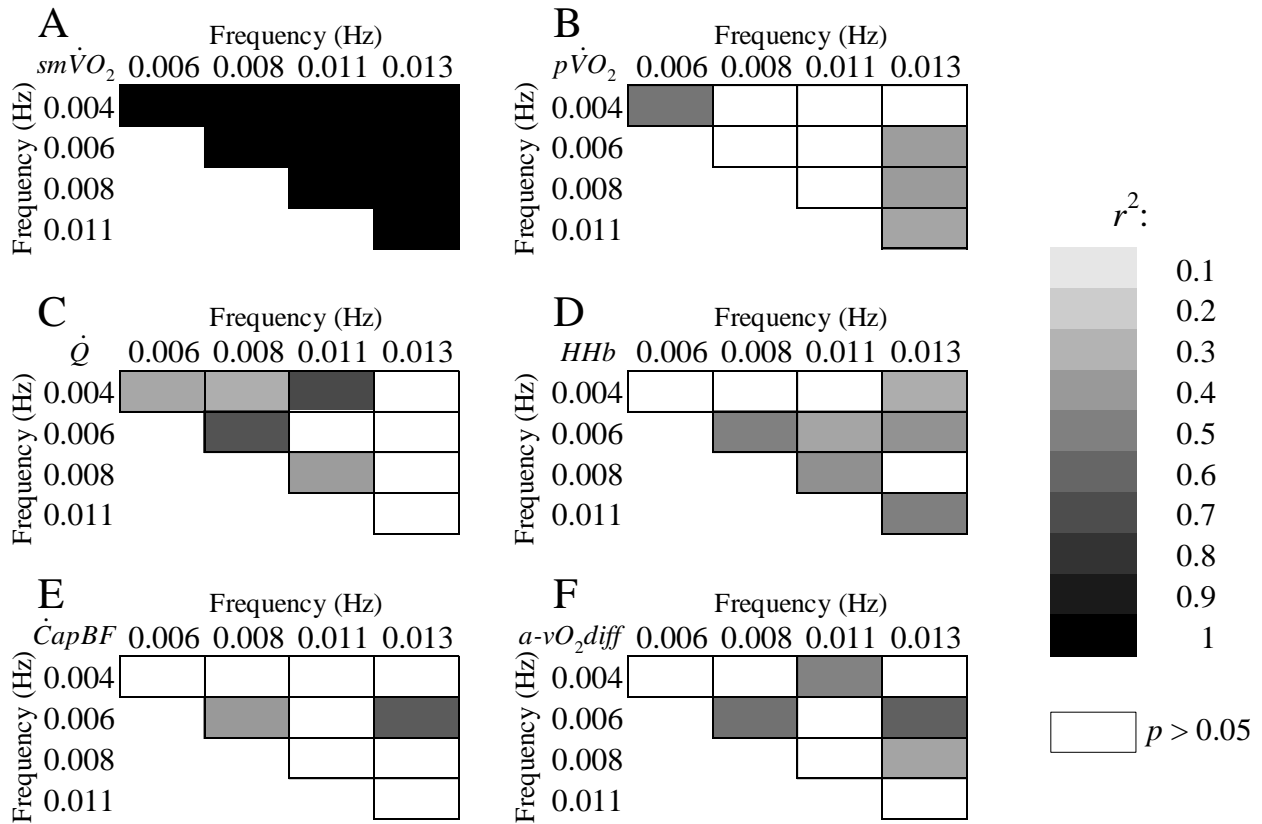 A
Frequency (Hz)
smV̇O₂ 0.006 0.008 0.011 0.013
Frequency (Hz)
0.004
0.006
0.008
0.011
B
Frequency (Hz)
pV̇O₂ 0.006 0.008 0.011 0.013
Frequency (Hz)
0.004
0.006
0.008
0.011
C
Frequency (Hz)
Q̇ 0.006 0.008 0.011 0.013
Frequency (Hz)
0.004
0.006
0.008
0.011
D
Frequency (Hz)
HHb 0.006 0.008 0.011 0.013
Frequency (Hz)
0.004
0.006
0.008
0.011
E
Frequency (Hz)
ĊapBF 0.006 0.008 0.011 0.013
Frequency (Hz)
0.004
0.006
0.008
0.011
F
Frequency (Hz)
a-vO₂diff 0.006 0.008 0.011 0.013
Frequency (Hz)
0.004
0.006
0.008
0.011
r²:
0.1
0.2
0.3
0.4
0.5
0.6
0.7
0.8
0.9
1
p > 0.05